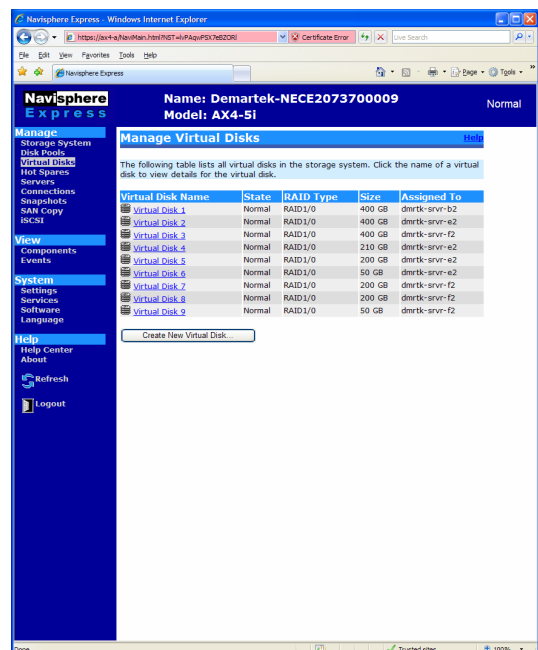 Navisphere Express - Windows Internet Explorer
https://ax4-a/NaviMain.html?NST=IvPAqwPSX7eBZORI
Certificate Error
Live Search
File Edit View Favorites Tools Help
Navisphere Express
Page Tools
Navisphere
Express
Name: Demartek-NECE2073700009
Model: AX4-5i
Normal
Manage
Storage System
Disk Pools
Virtual Disks
Hot Spares
Servers
Connections
Snapshots
SAN Copy
iSCSI
View
Components
Events
System
Settings
Services
Software
Language
Help
Help Center
About
Refresh
Logout
Manage Virtual Disks Help
The following table lists all virtual disks in the storage system. Click the name of a virtual
disk to view details for the virtual disk.
Virtual Disk Name State RAID Type Size Assigned To
Virtual Disk 1 Normal RAID1/0 400 GB dmrtk-srvr-b2
Virtual Disk 2 Normal RAID1/0 400 GB dmrtk-srvr-e2
Virtual Disk 3 Normal RAID1/0 400 GB dmrtk-srvr-f2
Virtual Disk 4 Normal RAID1/0 210 GB dmrtk-srvr-e2
Virtual Disk 5 Normal RAID1/0 200 GB dmrtk-srvr-e2
Virtual Disk 6 Normal RAID1/0 50 GB dmrtk-srvr-e2
Virtual Disk 7 Normal RAID1/0 200 GB dmrtk-srvr-f2
Virtual Disk 8 Normal RAID1/0 200 GB dmrtk-srvr-f2
Virtual Disk 9 Normal RAID1/0 50 GB dmrtk-srvr-f2
Create New Virtual Disk...
Done Trusted sites 100%